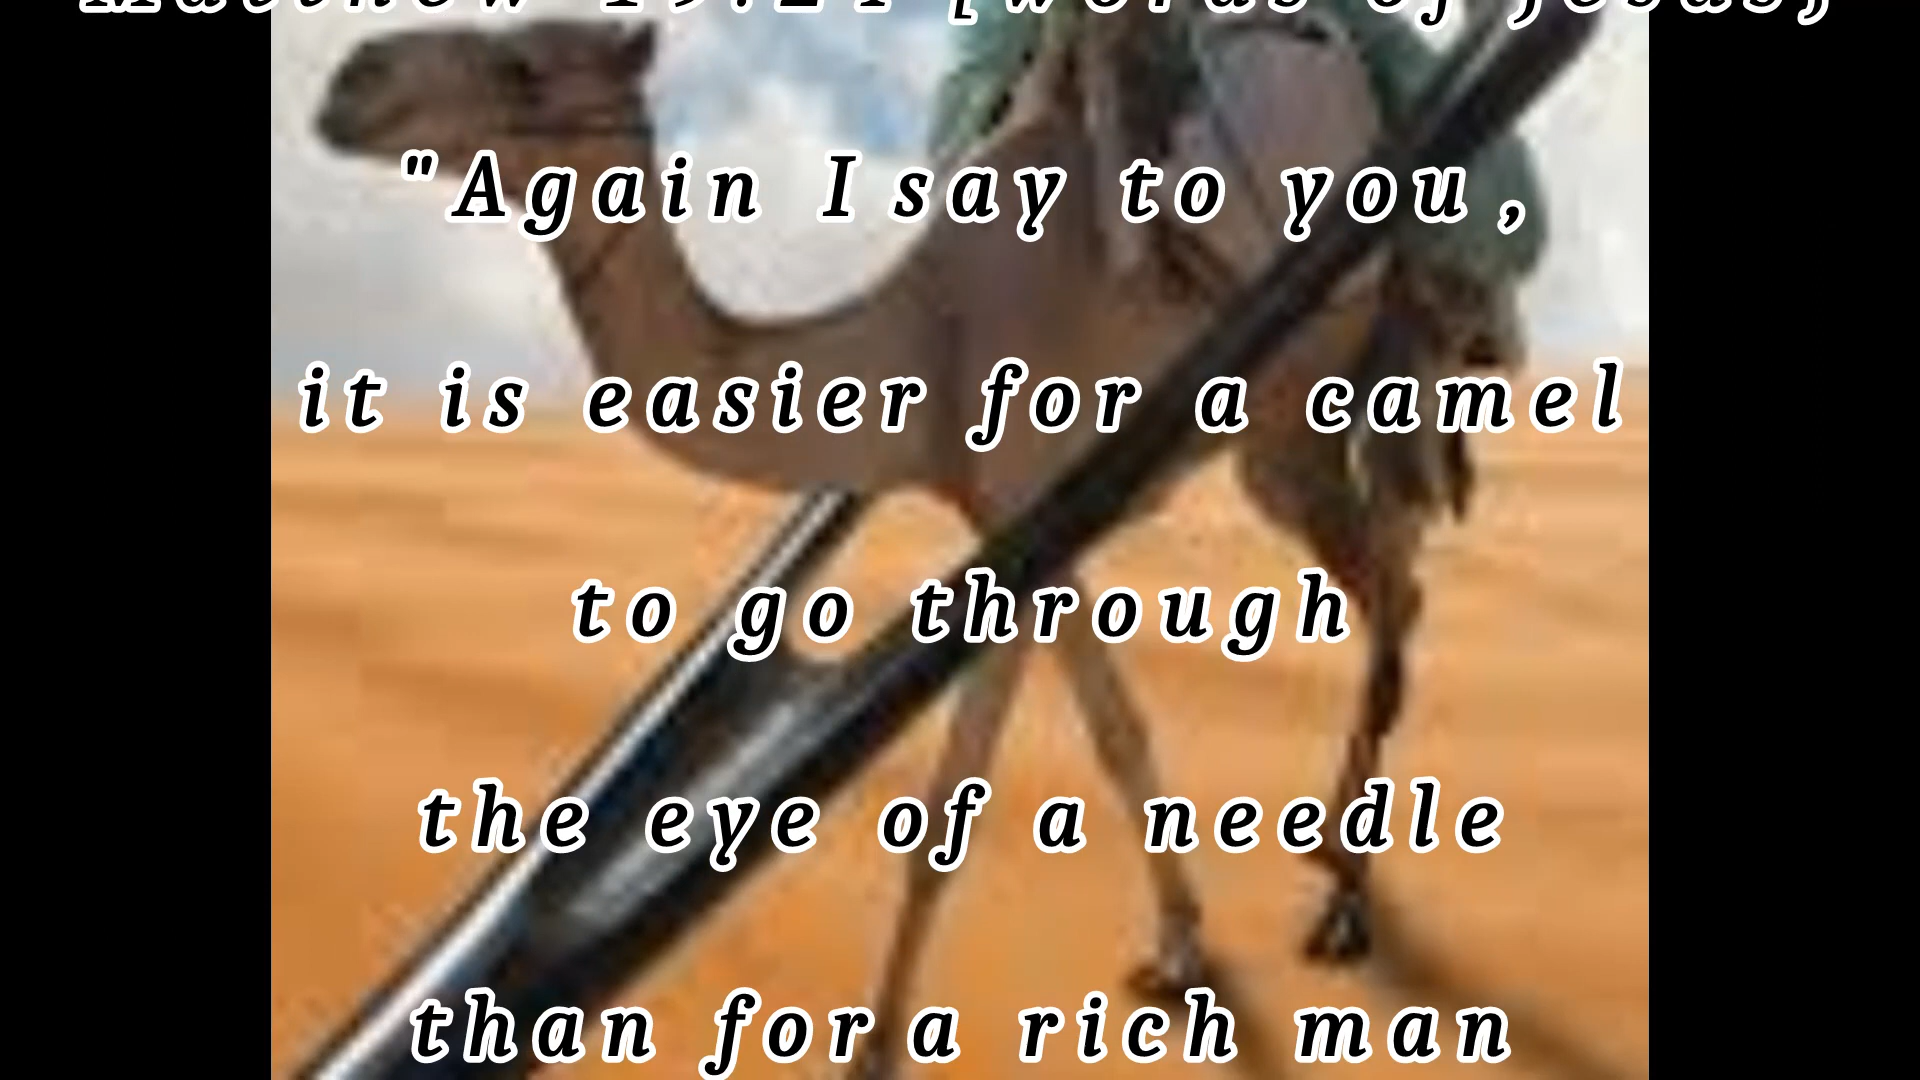 Matthew 19:24 [words of Jesus]
"Again I say to you,
it is easier for a camel
to go through
the eye of a needle
than for a rich man